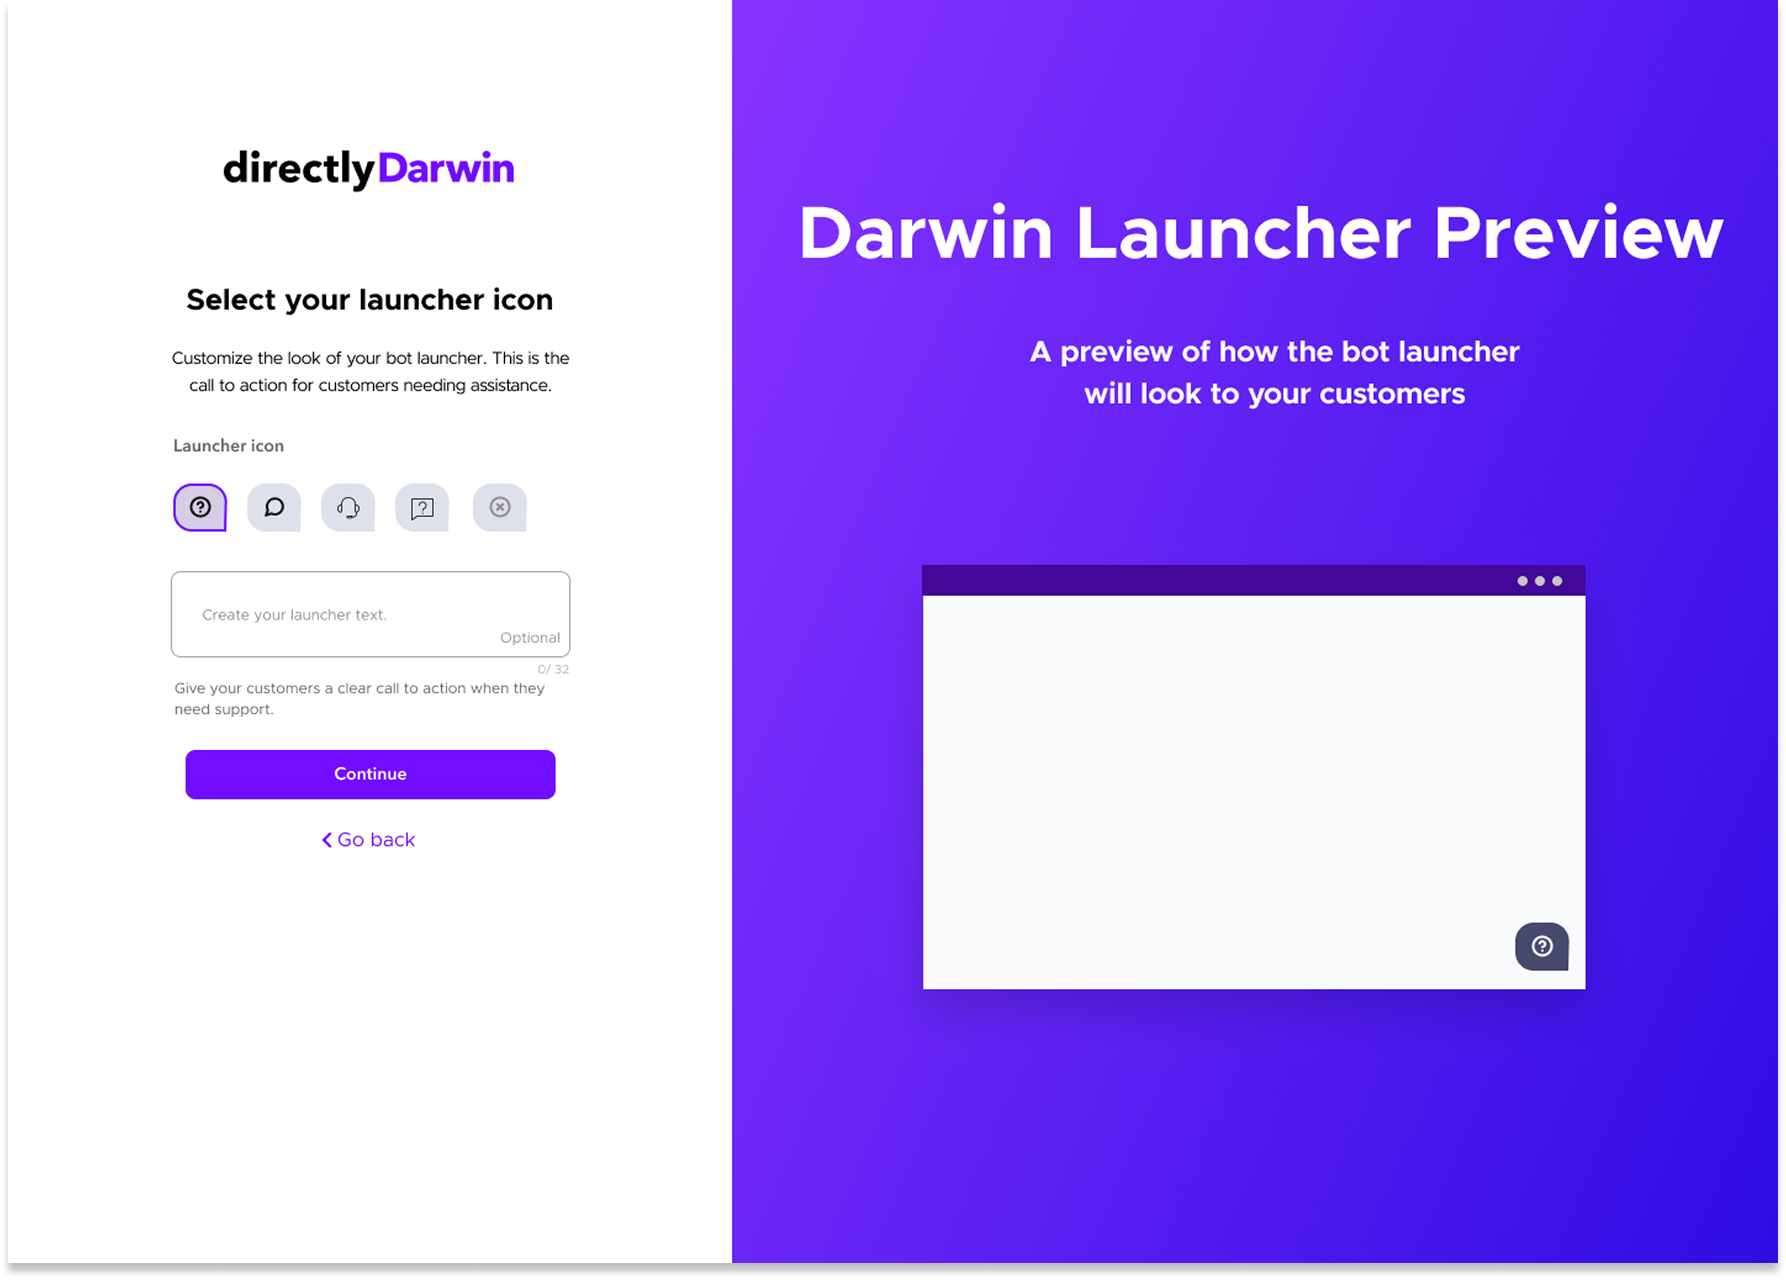 directlyDarwin
Select your launcher icon
Customize the look of your bot launcher. This is the
call to action for customers needing assistance.
Launcher icon
Create your launcher text.
Optional
0/ 32
Give your customers a clear call to action when they
need support.
Continue
Go back
Darwin Launcher Preview
A preview of how the bot launcher
will look to your customers